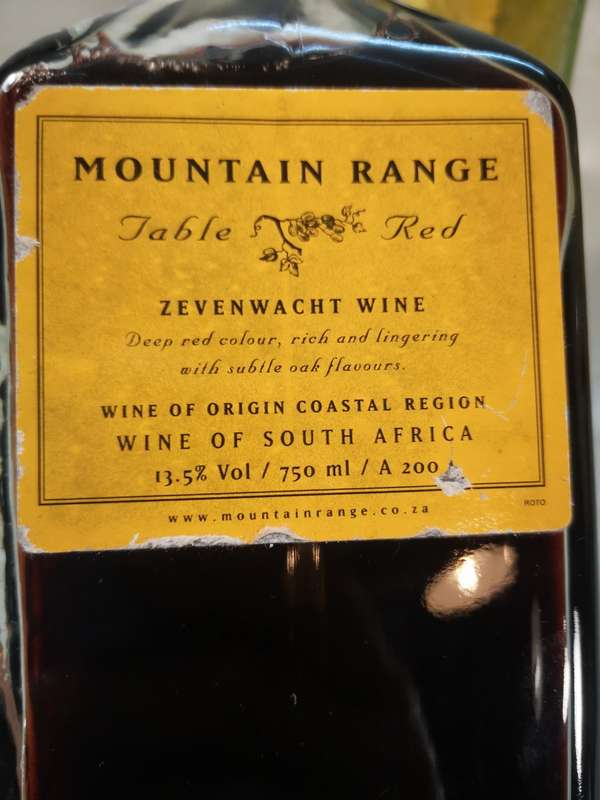 MOUNTAIN RANGE
Table Red
ZEVENWACHT WINE
Deep red colour, rich and lingering
with subtle oak flavours.
WINE OF ORIGIN COASTAL REGION
WINE OF SOUTH AFRICA
13.5% Vol / 750 ml / A 200
www.mountainrange.co.za
ROTO